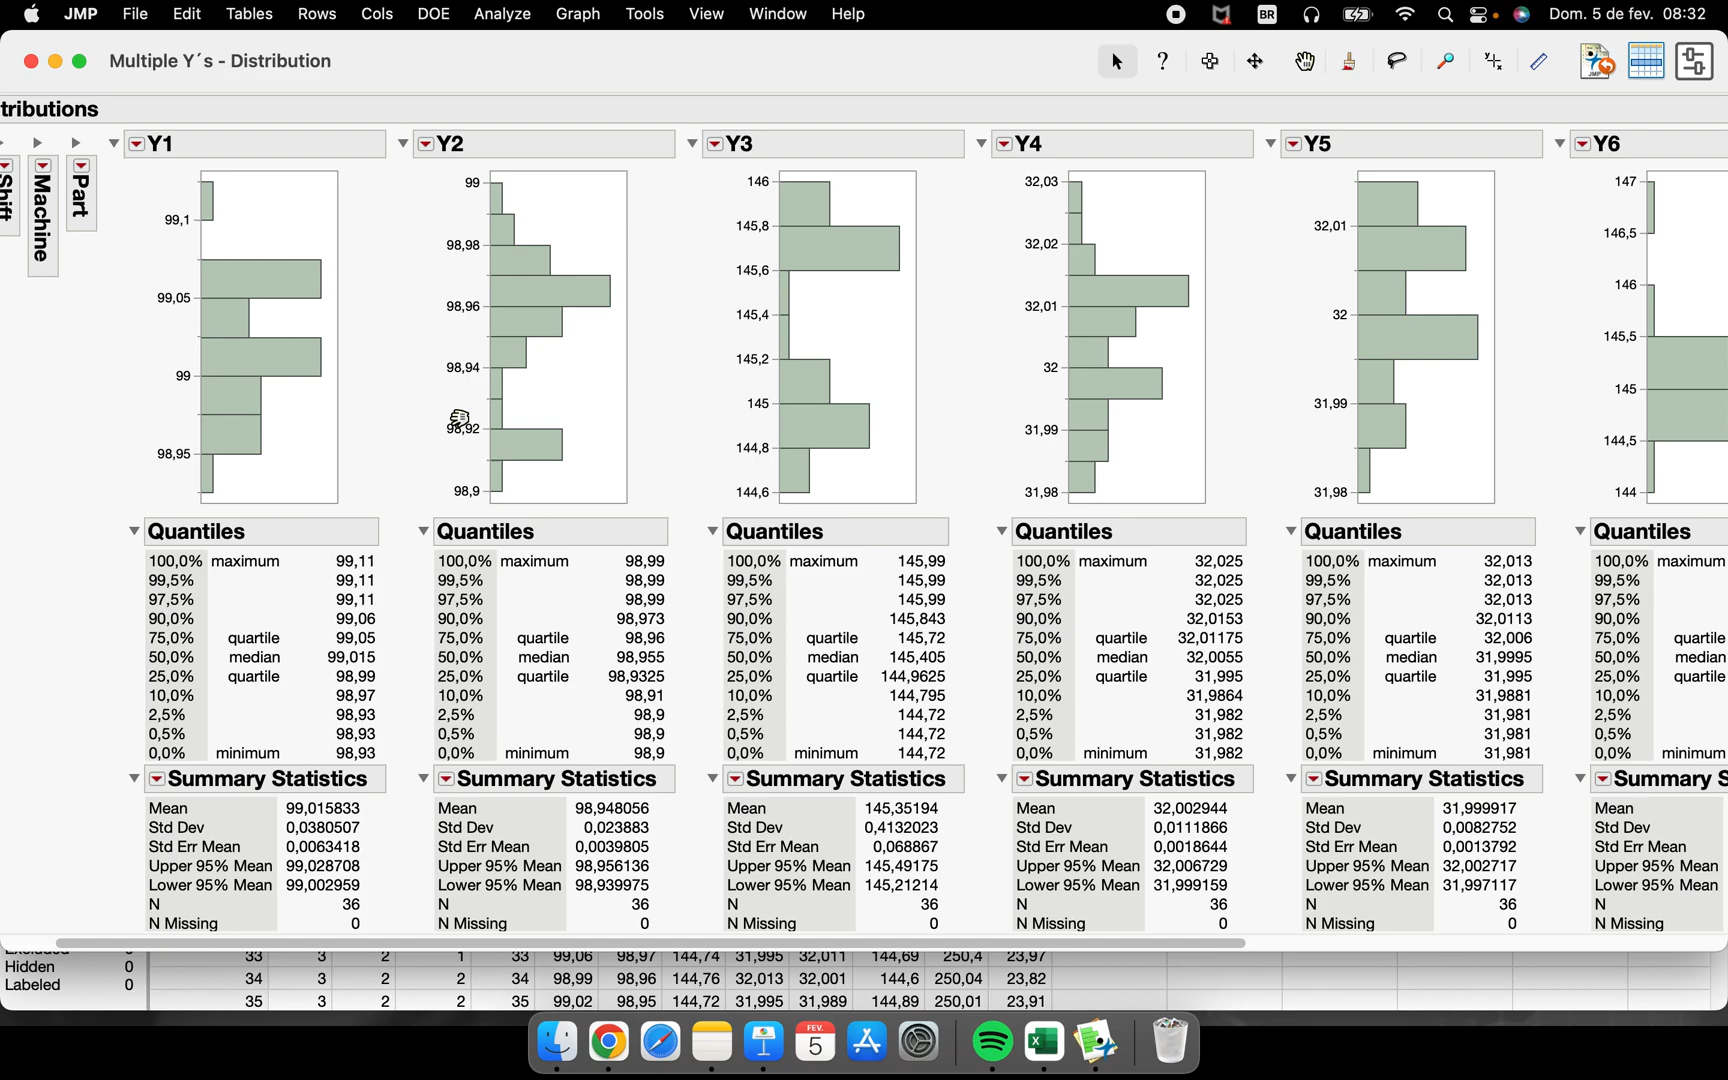 JMP File Edit Tables Rows Cols DOE Analyze Graph Tools View Window Help BR Dom. 5 de fev. 08:32
Multiple Y´s - Distribution
tributions
Shift
Machine
Part
Y1 Y2 Y3 Y4 Y5 Y6
99,1
99,05
99
98,95
99
98,98
98,96
98,94
98,92
98,9
146
145,8
145,6
145,4
145,2
145
144,8
144,6
32,03
32,02
32,01
32
31,99
31,98
32,01
32
31,99
31,98
147
146,5
146
145,5
145
144,5
144
Quantiles Quantiles Quantiles Quantiles Quantiles Quantiles
100,0% maximum 99,11 100,0% maximum 98,99 100,0% maximum 145,99 100,0% maximum 32,025 100,0% maximum 32,013 100,0% maximum
99,5% 99,11 99,5% 98,99 99,5% 145,99 99,5% 32,025 99,5% 32,013 99,5%
97,5% 99,11 97,5% 98,99 97,5% 145,99 97,5% 32,025 97,5% 32,013 97,5%
90,0% 99,06 90,0% 98,973 90,0% 145,843 90,0% 32,0153 90,0% 32,0113 90,0%
75,0% quartile 99,05 75,0% quartile 98,96 75,0% quartile 145,72 75,0% quartile 32,01175 75,0% quartile 32,006 75,0% quartile
50,0% median 99,015 50,0% median 98,955 50,0% median 145,405 50,0% median 32,0055 50,0% median 31,9995 50,0% median
25,0% quartile 98,99 25,0% quartile 98,9325 25,0% quartile 144,9625 25,0% quartile 31,995 25,0% quartile 31,995 25,0% quartile
10,0% 98,97 10,0% 98,91 10,0% 144,795 10,0% 31,9864 10,0% 31,9881 10,0%
2,5% 98,93 2,5% 98,9 2,5% 144,72 2,5% 31,982 2,5% 31,981 2,5%
0,5% 98,93 0,5% 98,9 0,5% 144,72 0,5% 31,982 0,5% 31,981 0,5%
0,0% minimum 98,93 0,0% minimum 98,9 0,0% minimum 144,72 0,0% minimum 31,982 0,0% minimum 31,981 0,0% minimum
Summary Statistics Summary Statistics Summary Statistics Summary Statistics Summary Statistics Summary S
Mean 99,015833 Mean 98,948056 Mean 145,35194 Mean 32,002944 Mean 31,999917 Mean
Std Dev 0,0380507 Std Dev 0,023883 Std Dev 0,4132023 Std Dev 0,0111866 Std Dev 0,0082752 Std Dev
Std Err Mean 0,0063418 Std Err Mean 0,0039805 Std Err Mean 0,068867 Std Err Mean 0,0018644 Std Err Mean 0,0013792 Std Err Mean
Upper 95% Mean 99,028708 Upper 95% Mean 98,956136 Upper 95% Mean 145,49175 Upper 95% Mean 32,006729 Upper 95% Mean 32,002717 Upper 95% Mean
Lower 95% Mean 99,002959 Lower 95% Mean 98,939975 Lower 95% Mean 145,21214 Lower 95% Mean 31,999159 Lower 95% Mean 31,997117 Lower 95% Mean
N 36 N 36 N 36 N 36 N 36 N
N Missing 0 N Missing 0 N Missing 0 N Missing 0 N Missing 0 N Missing
Excluded 0 33 3 2 1 33 99,06 98,97 144,74 31,995 32,011 144,69 250,4 23,97
Hidden 0 34 3 2 2 34 98,99 98,96 144,76 32,013 32,001 144,6 250,04 23,82
Labeled 0 35 3 2 2 35 99,02 98,95 144,72 31,995 31,989 144,89 250,01 23,91
FEV.
5